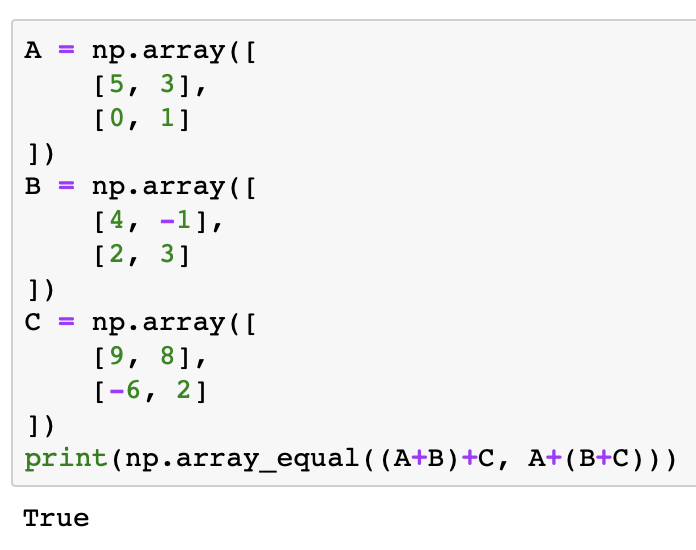 A = np.array([
    [5, 3],
    [0, 1]
])
B = np.array([
    [4, -1],
    [2, 3]
])
C = np.array([
    [9, 8],
    [-6, 2]
])
print(np.array_equal((A+B)+C, A+(B+C)))
True